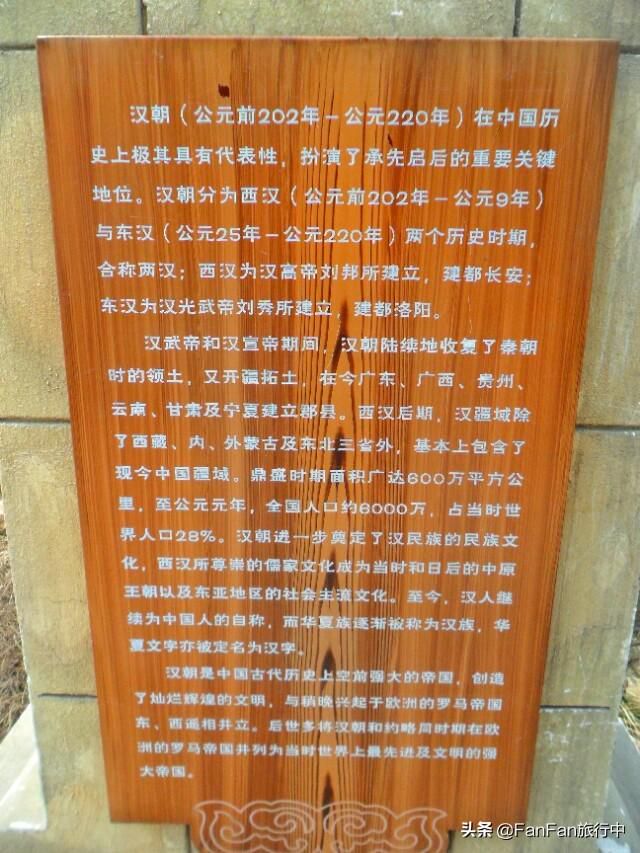 汉朝（公元前202年－公元220年）在中国历
史上极其具有代表性，扮演了承先启后的重要关键
地位。汉朝分为西汉（公元前202年－公元9年）
与东汉（公元25年－公元220年）两个历史时期，
合称两汉；西汉为汉高帝刘邦所建立，建都长安；
东汉为汉光武帝刘秀所建立，建都洛阳。
汉武帝和汉宣帝期间，汉朝陆续地收复了秦朝
时的领土，又开疆拓土，在今广东、广西、贵州、
云南、甘肃及宁夏建立郡县。西汉后期，汉疆域除
了西藏、内、外蒙古及东北三省外，基本上包含了
现今中国疆域。鼎盛时期面积广达600万平方公
里，至公元元年，全国人口约6000万，占当时世
界人口28%。汉朝进一步奠定了汉民族的民族文
化，西汉所尊崇的儒家文化成为当时和日后的中原
王朝以及东亚地区的社会主流文化。至今，汉人继
续为中国人的自称，而华夏族逐渐被称为汉族，华
夏文字亦被定名为汉字。
汉朝是中国古代历史上空前强大的帝国，创造
了灿烂辉煌的文明，与稍晚兴起于欧洲的罗马帝国
东、西遥相并立。后世多将汉朝和约略同时期在欧
洲的罗马帝国并列为当时世界上最先进及文明的强
大帝国。
头条 @FanFan旅行中